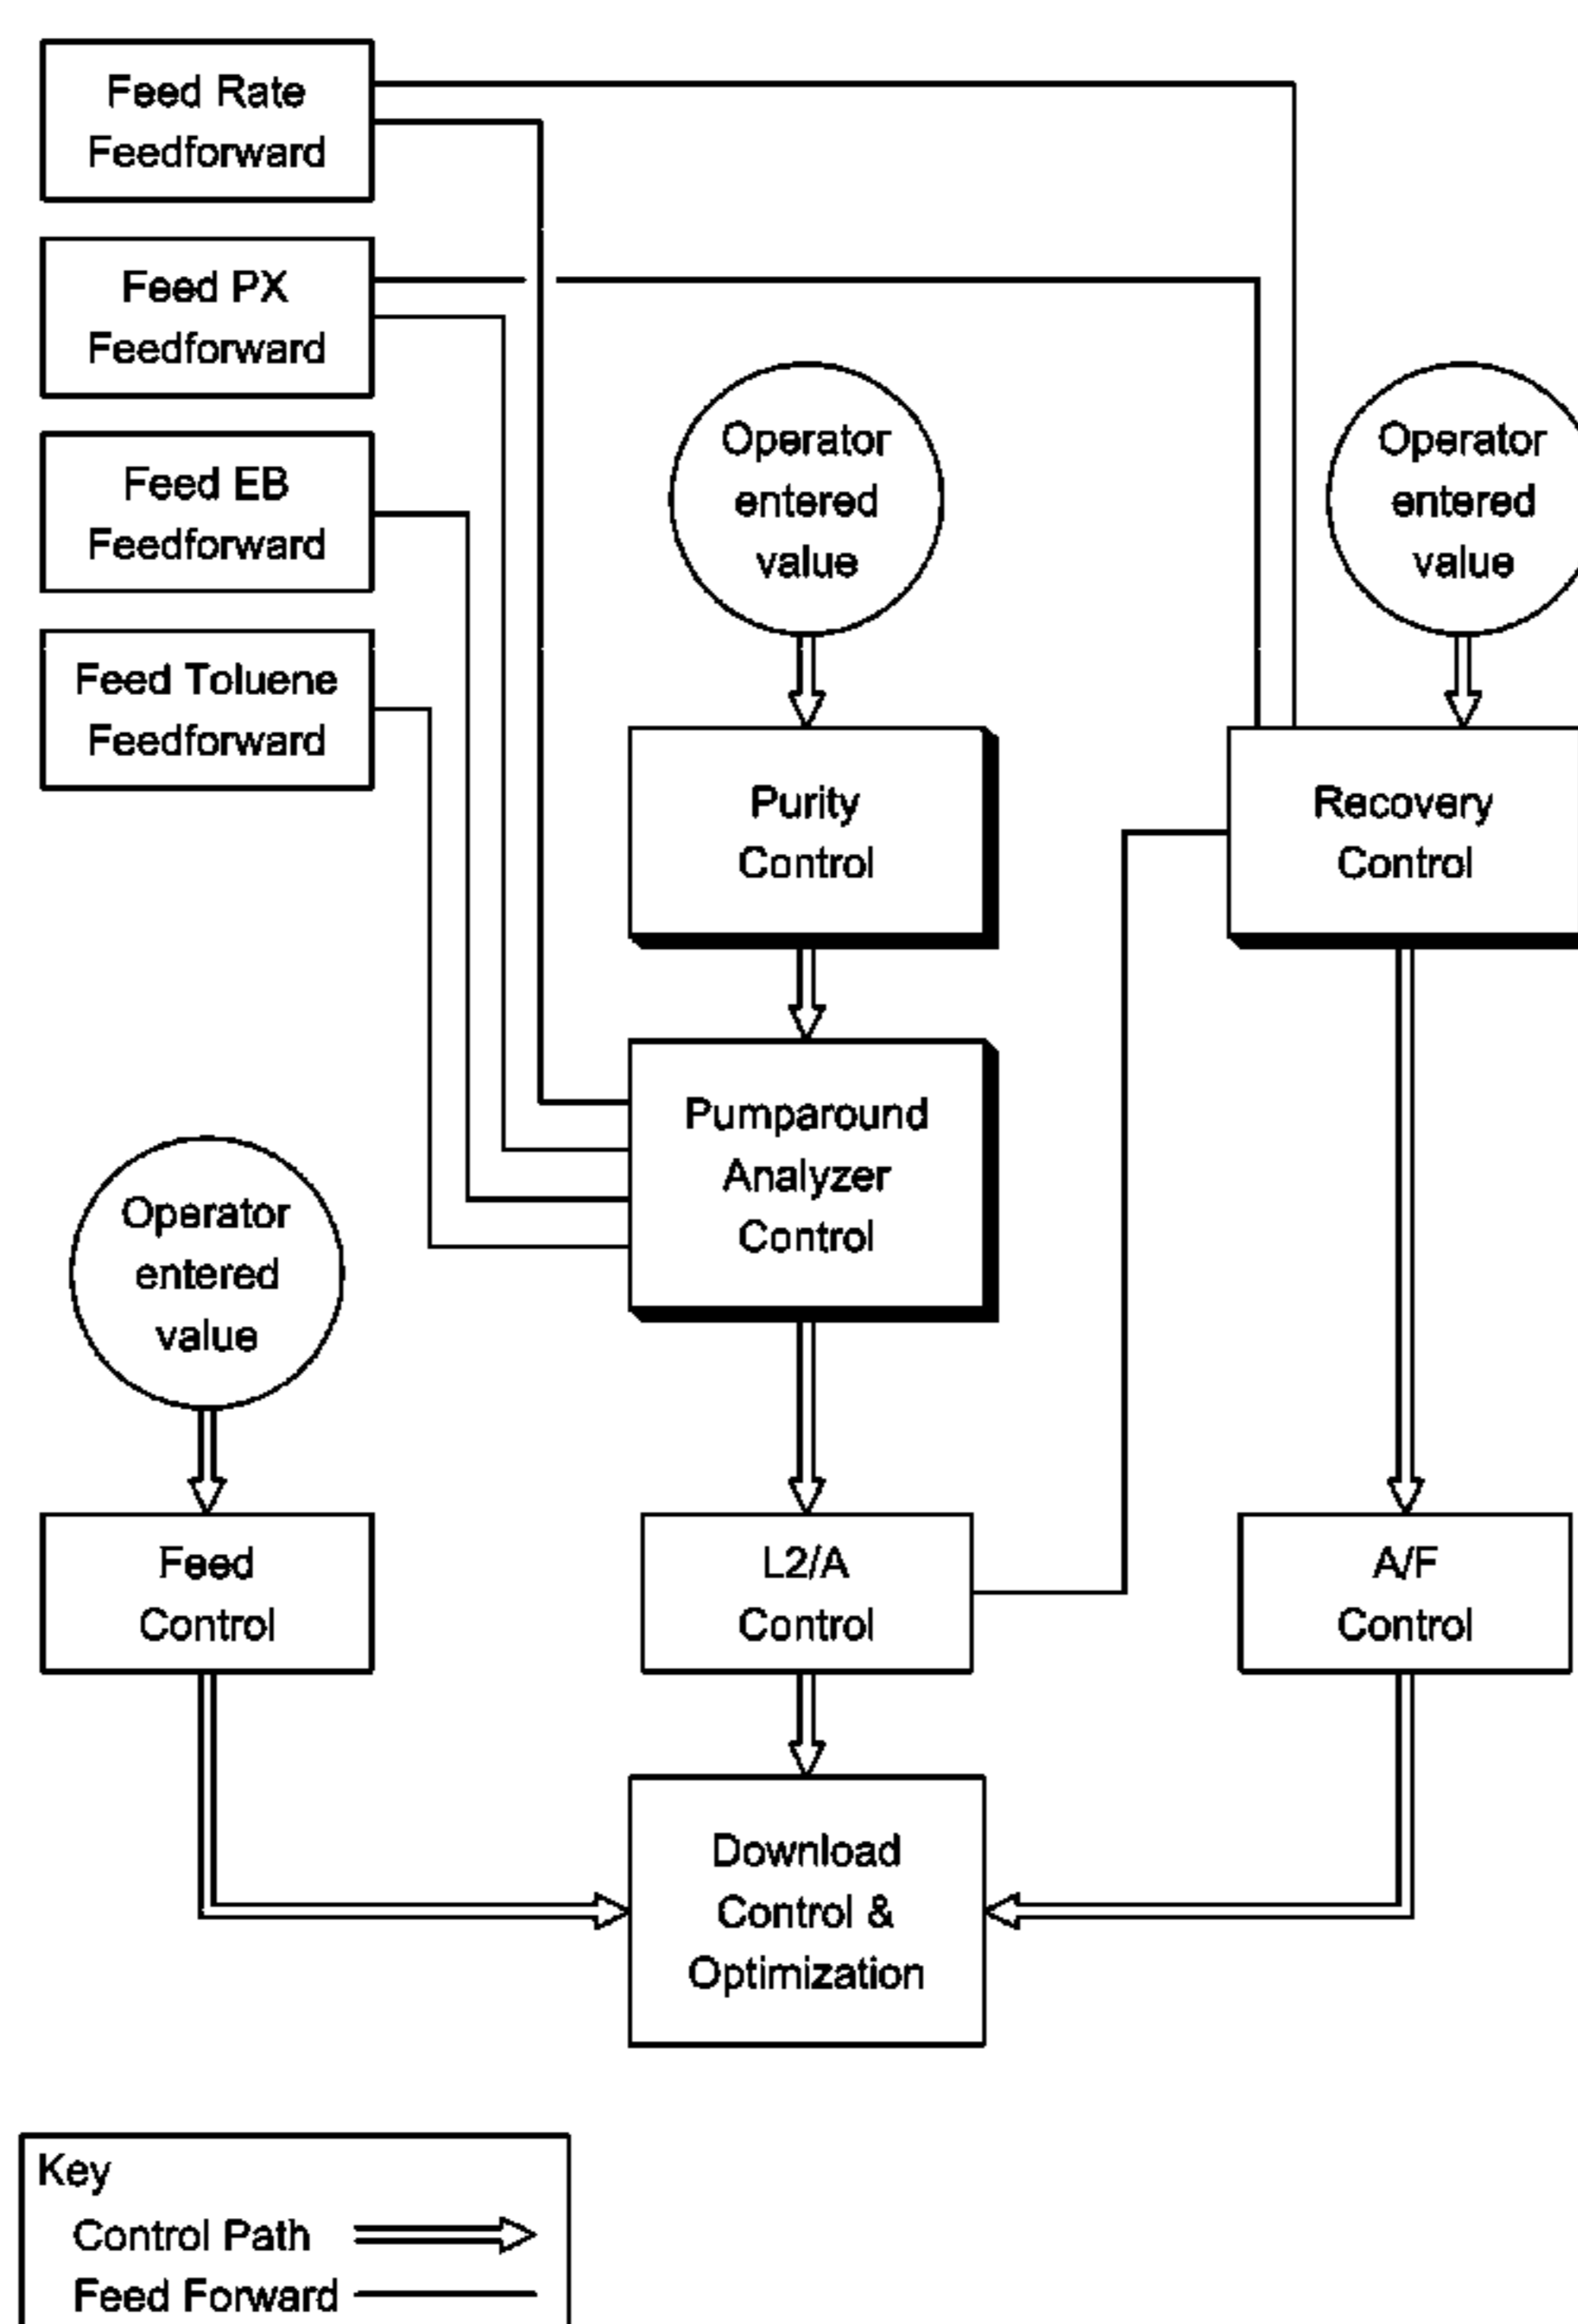 Feed Rate
Feedforward
Feed PX
Feedforward
Feed EB
Feedforward
Feed Toluene
Feedforward
Operator
entered
value
Operator
entered
value
Purity
Control
Recovery
Control
Pumparound
Analyzer
Control
Operator
entered
value
Feed
Control
L2/A
Control
A/F
Control
Download
Control &
Optimization
Key
Control Path
Feed Forward